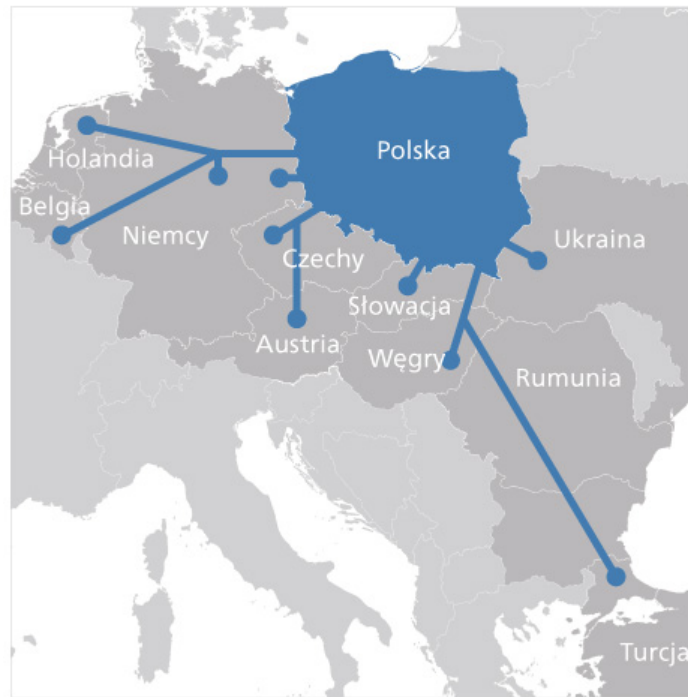 Polska
Holandia
Belgia
Niemcy
Czechy
Ukraina
Słowacja
Austria
Węgry
Rumunia
Turcja